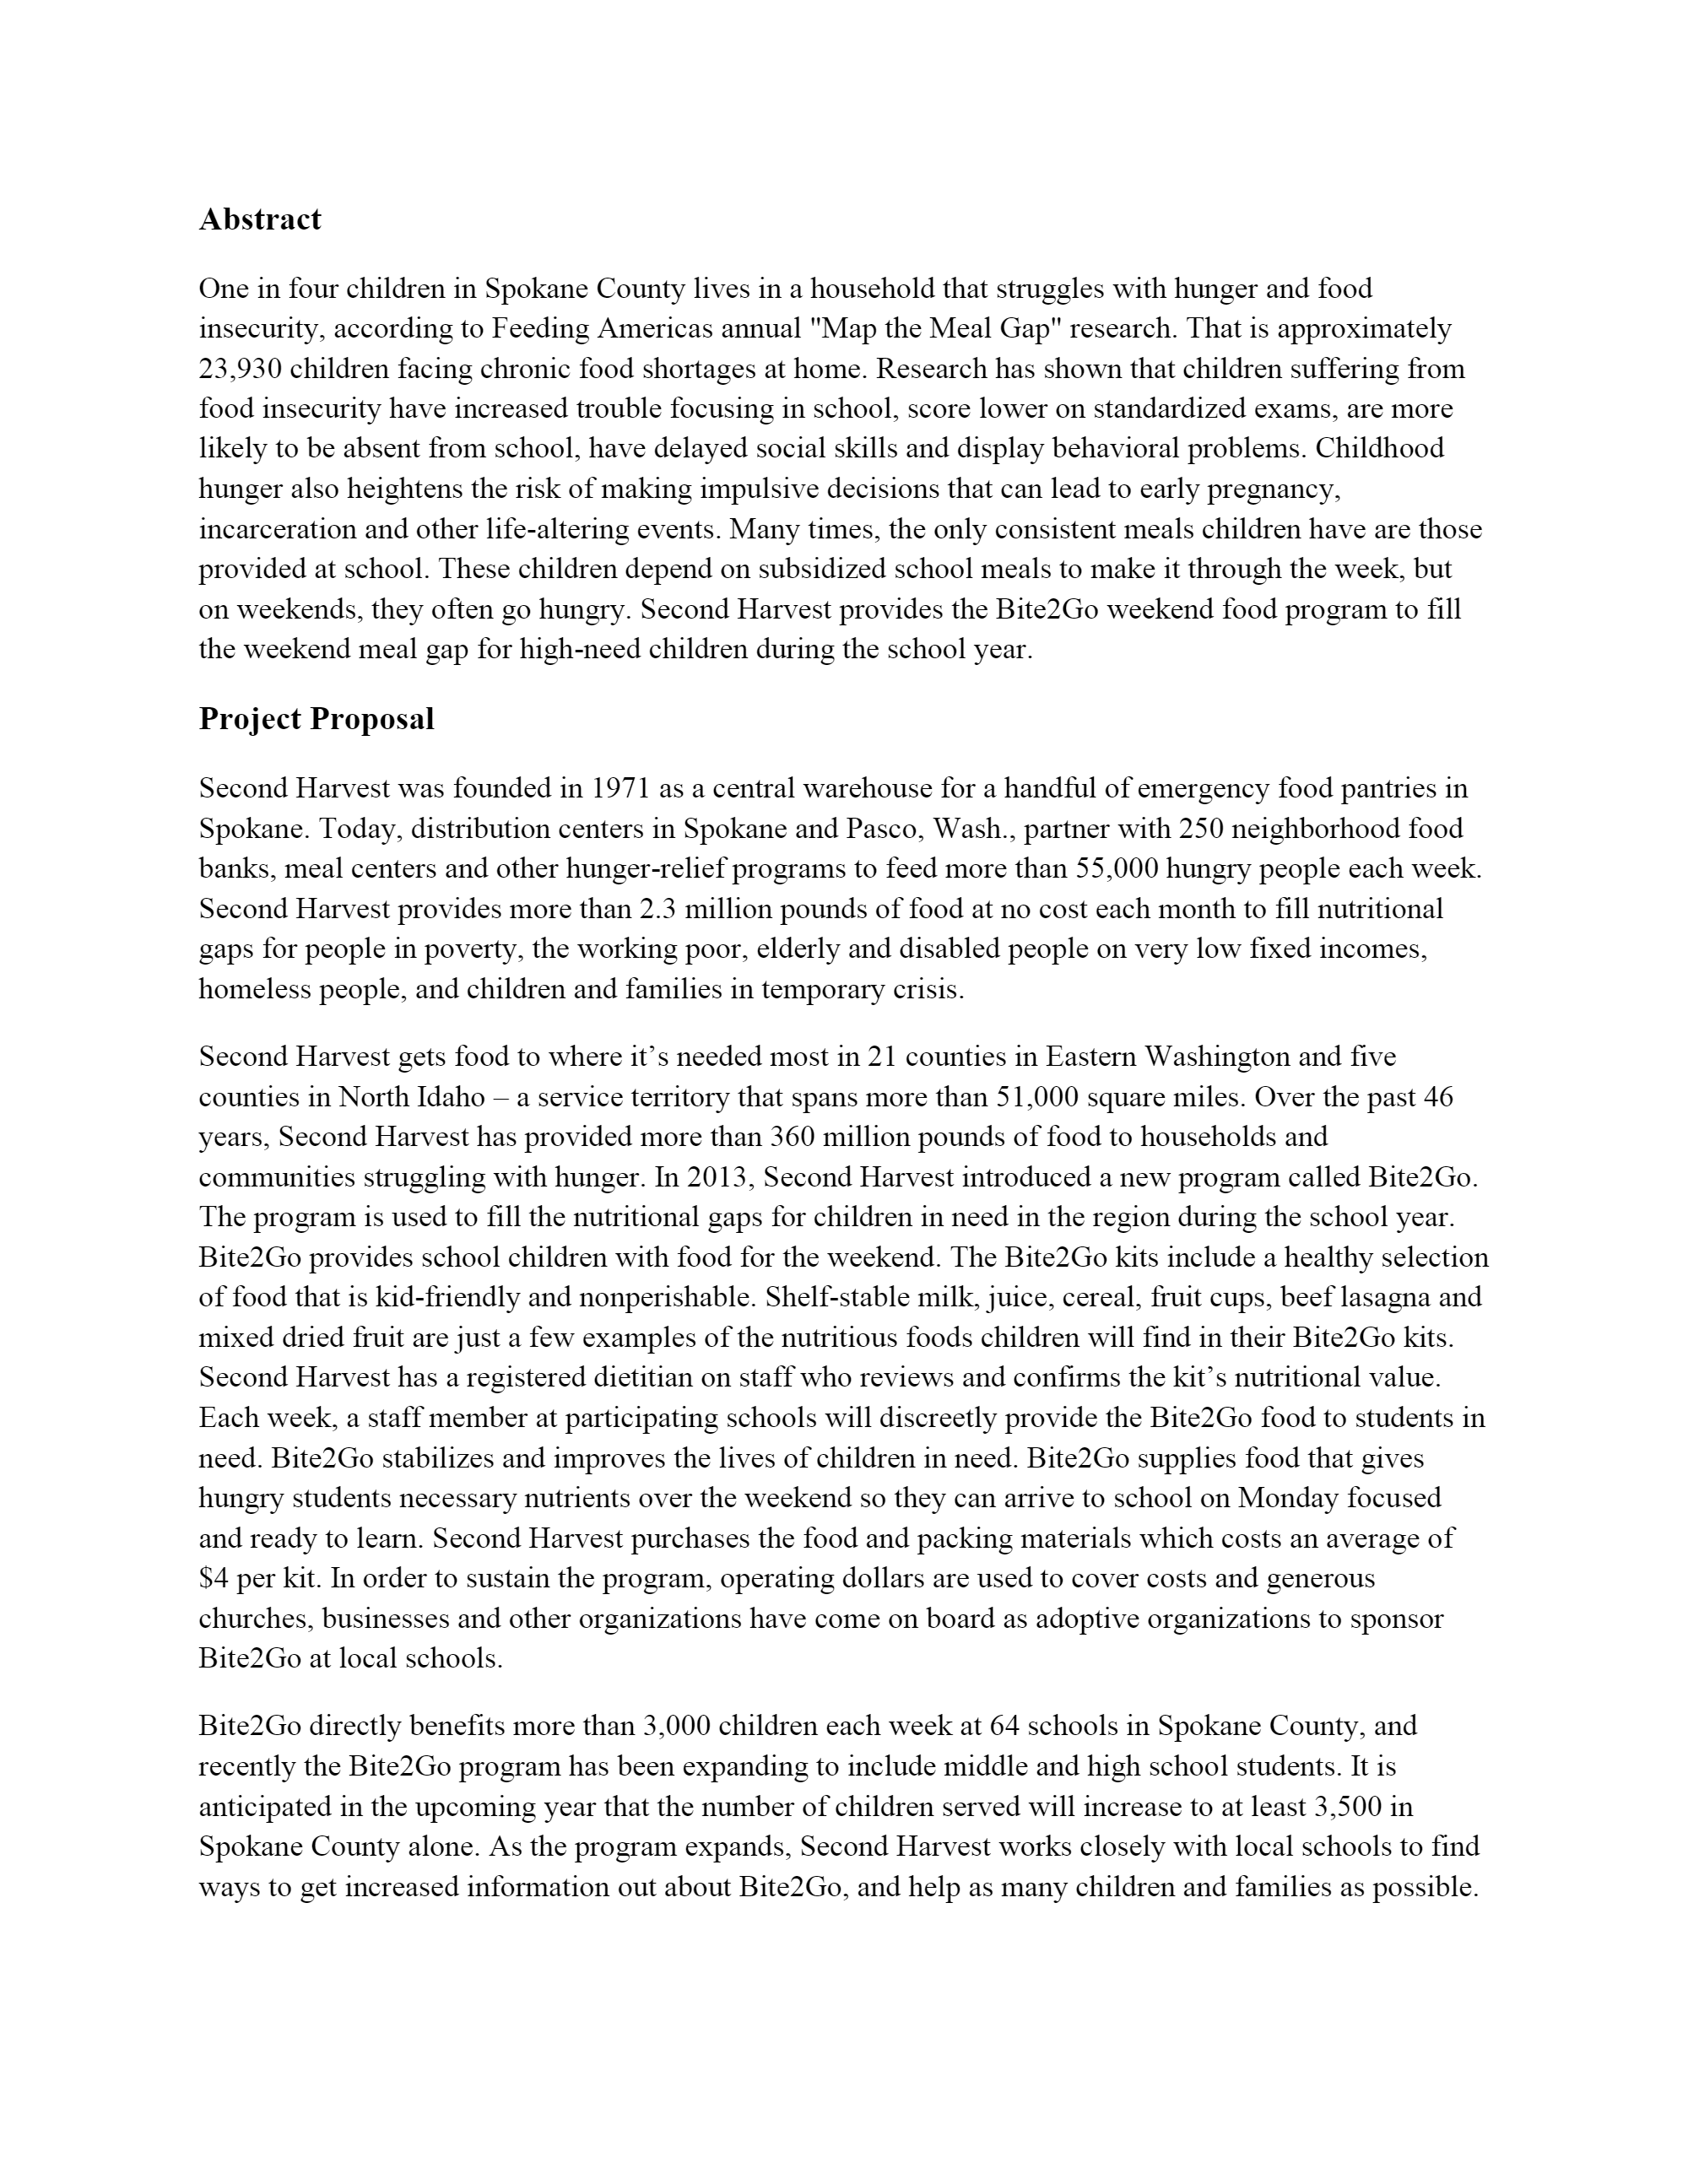 Abstract
One in four children in Spokane County lives in a household that struggles with hunger and food
insecurity, according to Feeding Americas annual "Map the Meal Gap" research. That is approximately
23,930 children facing chronic food shortages at home. Research has shown that children suffering from
food insecurity have increased trouble focusing in school, score lower on standardized exams, are more
likely to be absent from school, have delayed social skills and display behavioral problems. Childhood
hunger also heightens the risk of making impulsive decisions that can lead to early pregnancy,
incarceration and other life-altering events. Many times, the only consistent meals children have are those
provided at school. These children depend on subsidized school meals to make it through the week, but
on weekends, they often go hungry. Second Harvest provides the Bite2Go weekend food program to fill
the weekend meal gap for high-need children during the school year.
Project Proposal
Second Harvest was founded in 1971 as a central warehouse for a handful of emergency food pantries in
Spokane. Today, distribution centers in Spokane and Pasco, Wash., partner with 250 neighborhood food
banks, meal centers and other hunger-relief programs to feed more than 55,000 hungry people each week.
Second Harvest provides more than 2.3 million pounds of food at no cost each month to fill nutritional
gaps for people in poverty, the working poor, elderly and disabled people on very low fixed incomes,
homeless people, and children and families in temporary crisis.
Second Harvest gets food to where it’s needed most in 21 counties in Eastern Washington and five
counties in North Idaho – a service territory that spans more than 51,000 square miles. Over the past 46
years, Second Harvest has provided more than 360 million pounds of food to households and
communities struggling with hunger. In 2013, Second Harvest introduced a new program called Bite2Go.
The program is used to fill the nutritional gaps for children in need in the region during the school year.
Bite2Go provides school children with food for the weekend. The Bite2Go kits include a healthy selection
of food that is kid-friendly and nonperishable. Shelf-stable milk, juice, cereal, fruit cups, beef lasagna and
mixed dried fruit are just a few examples of the nutritious foods children will find in their Bite2Go kits.
Second Harvest has a registered dietitian on staff who reviews and confirms the kit’s nutritional value.
Each week, a staff member at participating schools will discreetly provide the Bite2Go food to students in
need. Bite2Go stabilizes and improves the lives of children in need. Bite2Go supplies food that gives
hungry students necessary nutrients over the weekend so they can arrive to school on Monday focused
and ready to learn. Second Harvest purchases the food and packing materials which costs an average of
$4 per kit. In order to sustain the program, operating dollars are used to cover costs and generous
churches, businesses and other organizations have come on board as adoptive organizations to sponsor
Bite2Go at local schools.
Bite2Go directly benefits more than 3,000 children each week at 64 schools in Spokane County, and
recently the Bite2Go program has been expanding to include middle and high school students. It is
anticipated in the upcoming year that the number of children served will increase to at least 3,500 in
Spokane County alone. As the program expands, Second Harvest works closely with local schools to find
ways to get increased information out about Bite2Go, and help as many children and families as possible.